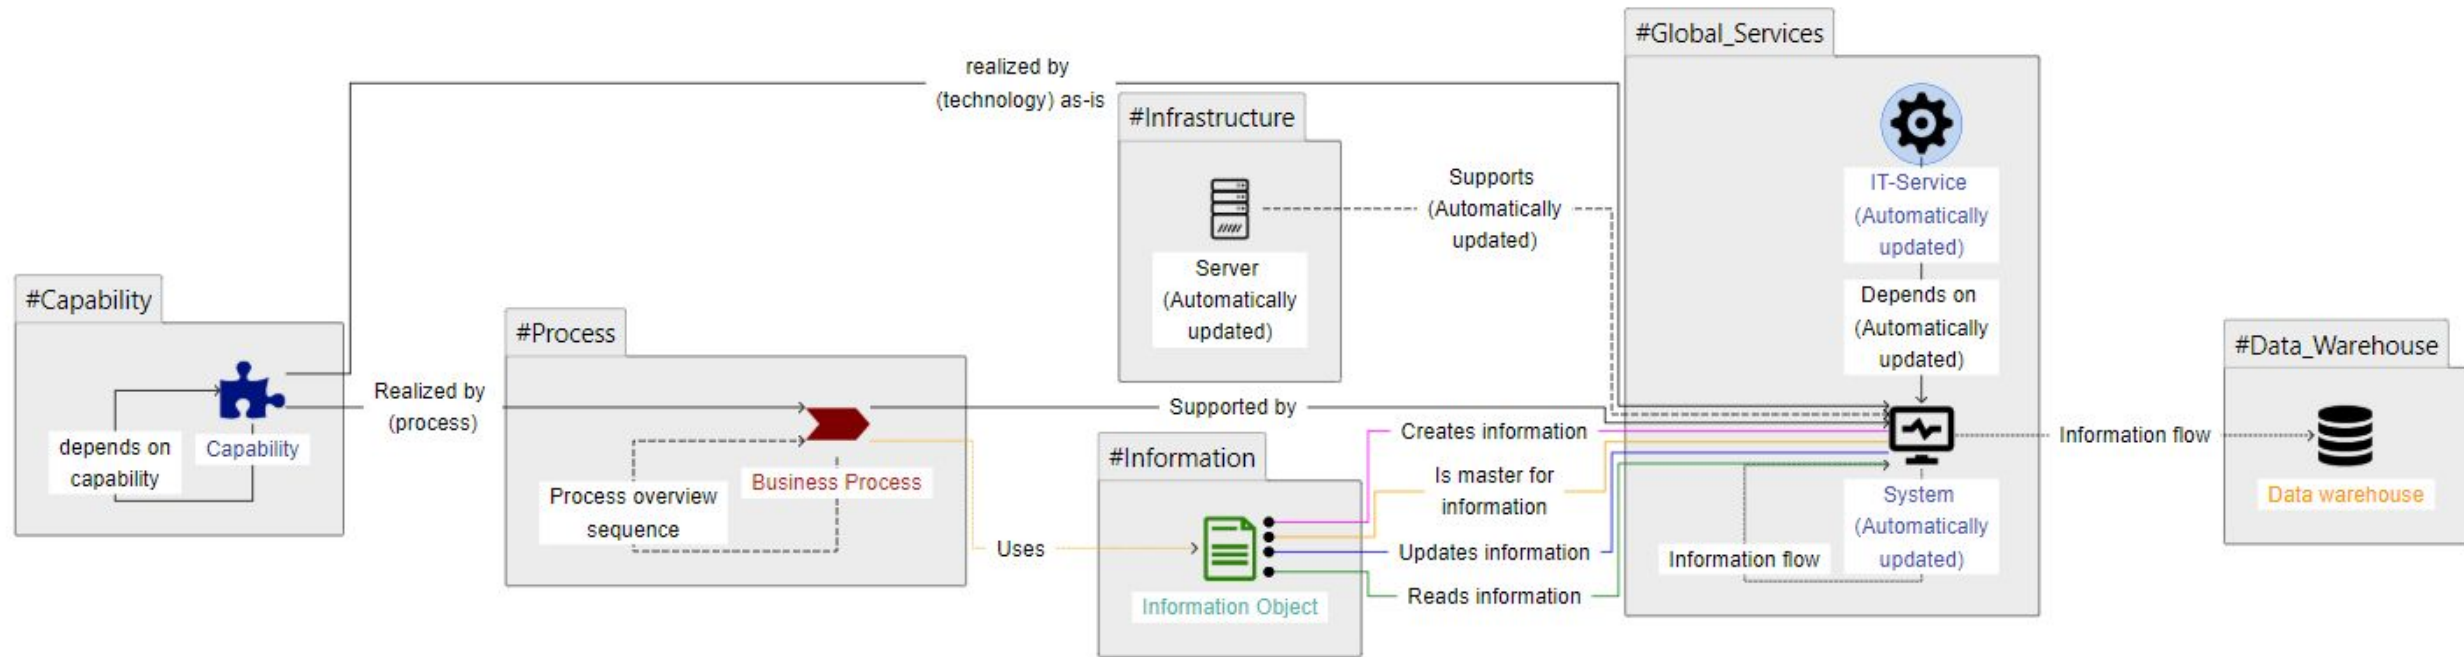 #Global_Services
realized by
(technology) as-is
#Infrastructure
Supports
(Automatically
updated)
IT-Service
(Automatically
updated)
Server
(Automatically
updated)
Depends on
(Automatically
updated)
#Capability
#Process
#Data_Warehouse
Realized by
(process)
Supported by
depends on
capability
Capability
Process overview
sequence
Business Process
Uses
#Information
Information Object
Creates information
Is master for
information
Updates information
Reads information
System
(Automatically
updated)
Information flow
Information flow
Data warehouse